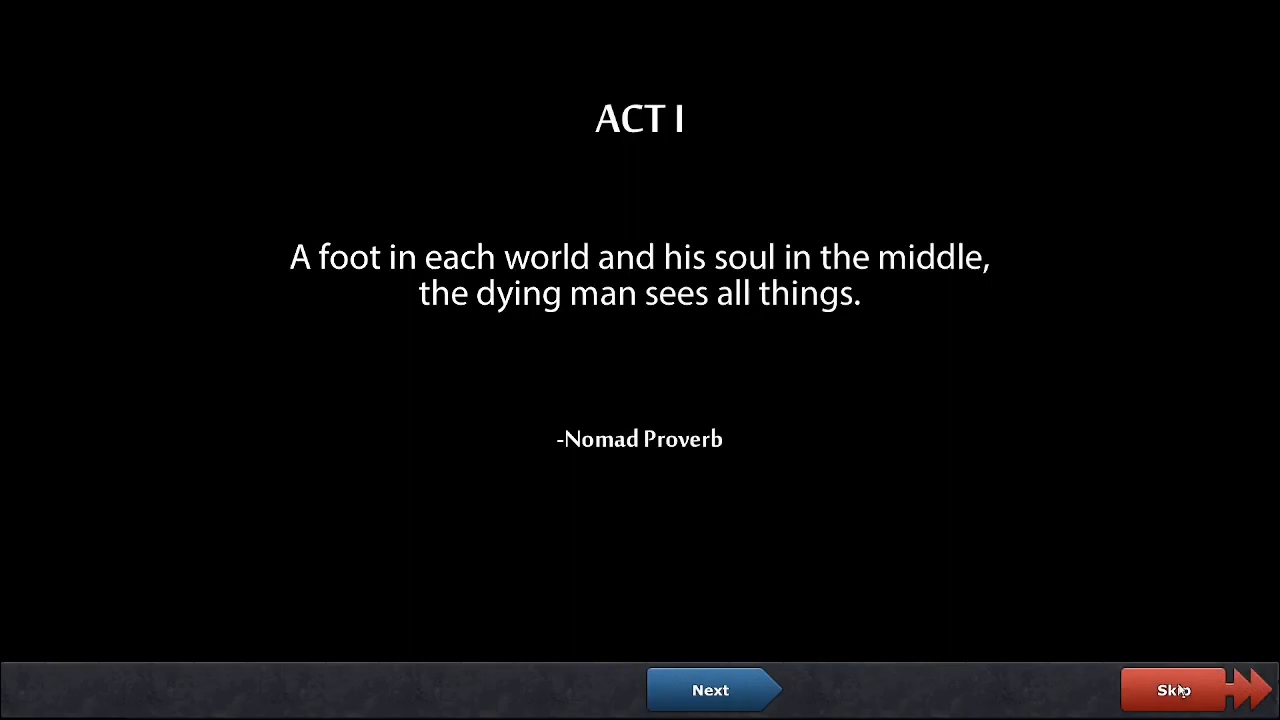 ACT I
A foot in each world and his soul in the middle,
the dying man sees all things.
-Nomad Proverb
Next
Skip